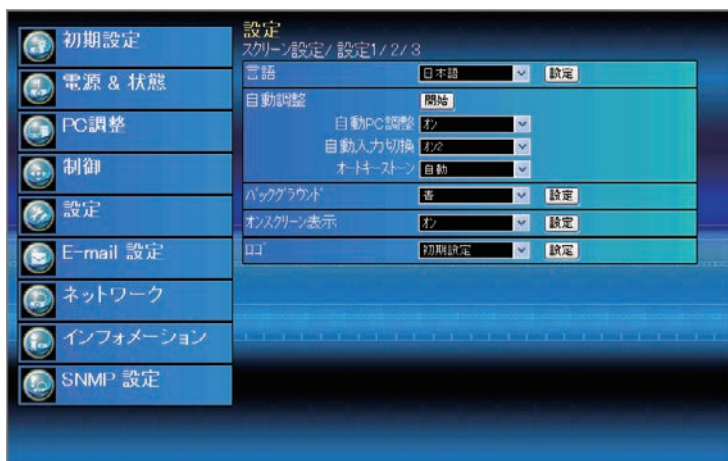 初期設定
電源 & 状態
PC調整
制御
設定
E-mail 設定
ネットワーク
インフォメーション
SNMP 設定
設定
スクリーン設定/ 設定1/ 2/ 3
言語 日本語 設定
自動調整 開始
自動PC調整 オン
自動入力切換 オン2
オートキーストーン 自動
バックグラウンド 青 設定
オンスクリーン表示 オン 設定
ロゴ 初期設定 設定